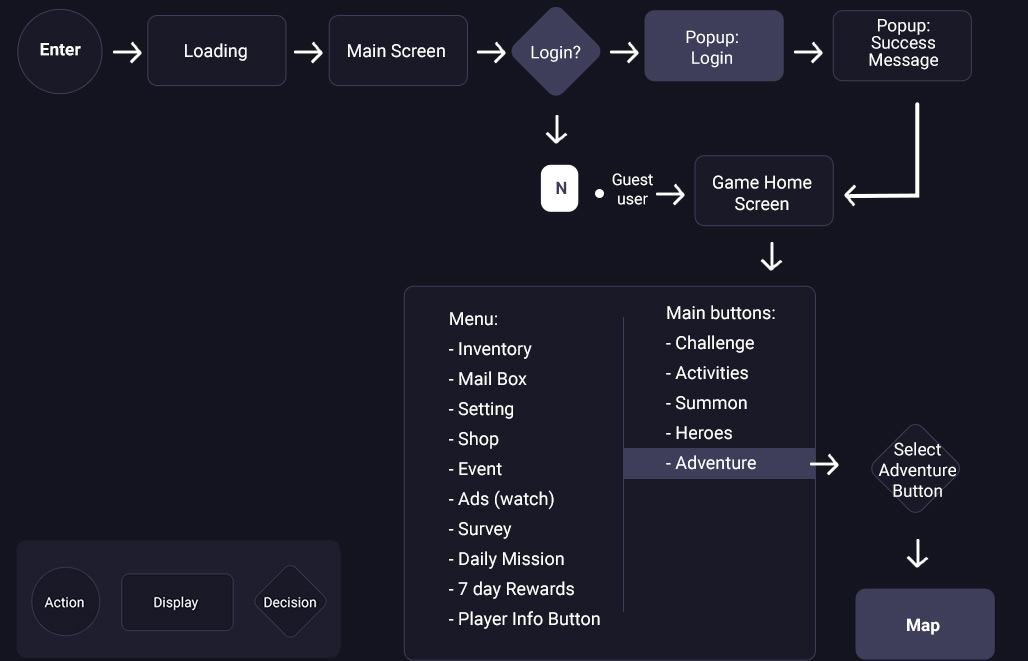 Enter
Loading
Main Screen
Login?
Popup:
Login
Popup:
Success
Message
N
Guest
user
Game Home
Screen
Menu:
- Inventory
- Mail Box
- Setting
- Shop
- Event
- Ads (watch)
- Survey
- Daily Mission
- 7 day Rewards
- Player Info Button
Main buttons:
- Challenge
- Activities
- Summon
- Heroes
- Adventure
Select
Adventure
Button
Map
Action
Display
Decision